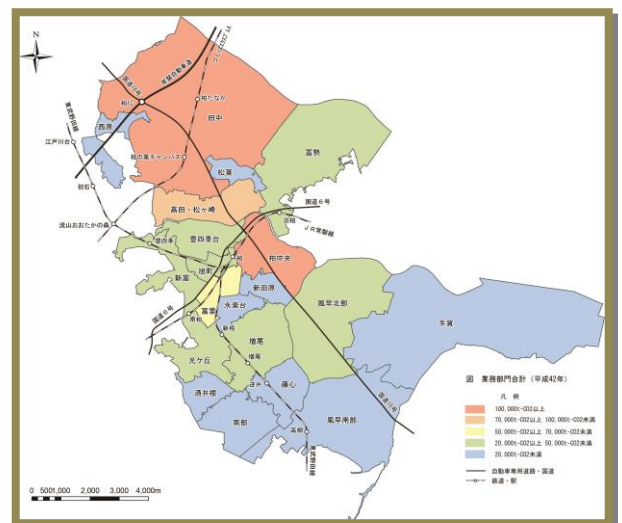 N
つくばエクスプレス
常磐自動車道
国道16号
柏IC
柏たなか
田中
東武野田線
西原
江戸川台
柏の葉キャンパス
松葉
富勢
初石
高田・松ヶ崎
国道6号
北柏
JR常磐線
流山おおたかの森
豊四季
豊四季台
柏
柏中央
旭町
新富
新田原
富里
永楽台
風早北部
手賀
南柏
国道6号
新柏
増尾
光ケ丘
増尾
逆井
藤心
酒井根
国道16号
南部
高柳
風早南部
東武野田線
図 業務部門合計 (平成42年)
凡 例
100,000t-CO2以上
70,000t-CO2以上 100,000t-CO2未満
50,000t-CO2以上 70,000t-CO2未満
20,000t-CO2以上 50,000t-CO2未満
20,000t-CO2未満
自動車専用道路・国道
鉄道・駅
0 500 1,000 2,000 3,000 4,000 m